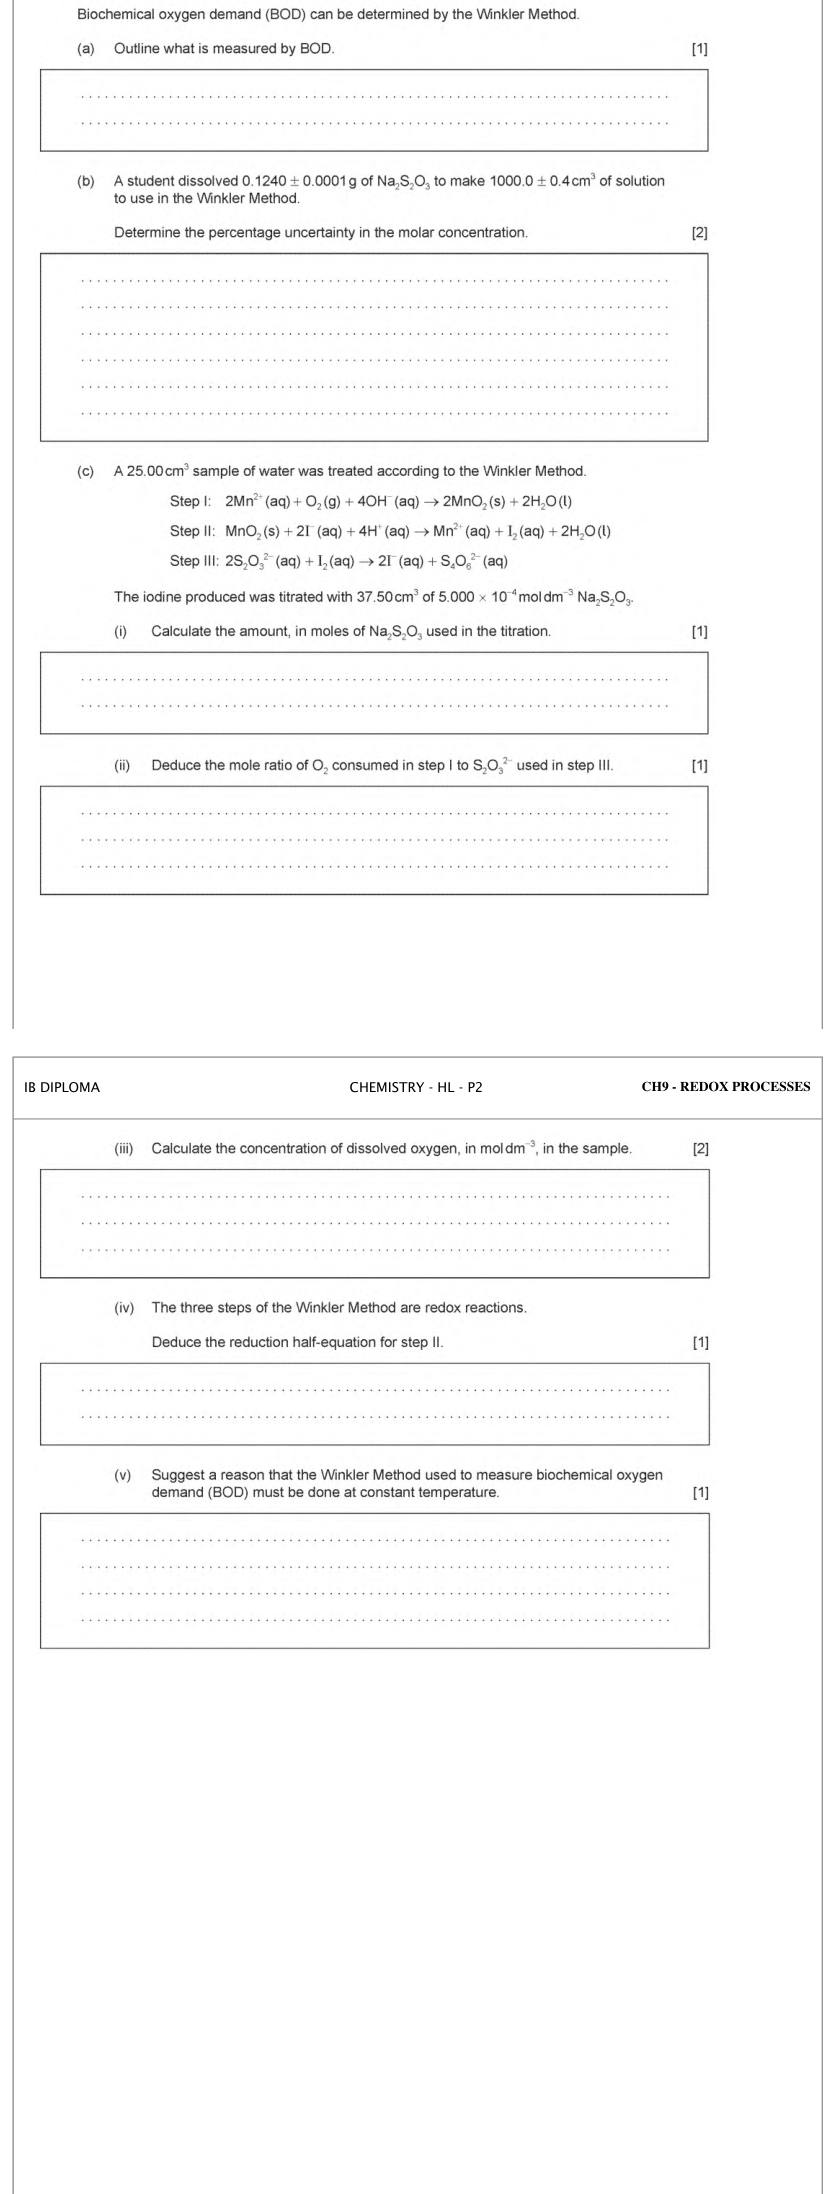 Biochemical oxygen demand (BOD) can be determined by the Winkler Method.
(a) Outline what is measured by BOD. [1]
(b) A student dissolved 0.1240 ± 0.0001 g of Na₂S₂O₃ to make 1000.0 ± 0.4 cm³ of solution
to use in the Winkler Method.
Determine the percentage uncertainty in the molar concentration. [2]
(c) A 25.00 cm³ sample of water was treated according to the Winkler Method.
Step I: 2Mn²⁺(aq) + O₂(g) + 4OH⁻(aq) → 2MnO₂(s) + 2H₂O(l)
Step II: MnO₂(s) + 2I⁻(aq) + 4H⁺(aq) → Mn²⁺(aq) + I₂(aq) + 2H₂O(l)
Step III: 2S₂O₃²⁻(aq) + I₂(aq) → 2I⁻(aq) + S₄O₆²⁻(aq)
The iodine produced was titrated with 37.50 cm³ of 5.000 × 10⁻⁴ mol dm⁻³ Na₂S₂O₃.
(i) Calculate the amount, in moles of Na₂S₂O₃ used in the titration. [1]
(ii) Deduce the mole ratio of O₂ consumed in step I to S₂O₃²⁻ used in step III. [1]
IB DIPLOMA CHEMISTRY - HL - P2 CH9 - REDOX PROCESSES
(iii) Calculate the concentration of dissolved oxygen, in mol dm⁻³, in the sample. [2]
(iv) The three steps of the Winkler Method are redox reactions.
Deduce the reduction half-equation for step II. [1]
(v) Suggest a reason that the Winkler Method used to measure biochemical oxygen
demand (BOD) must be done at constant temperature. [1]